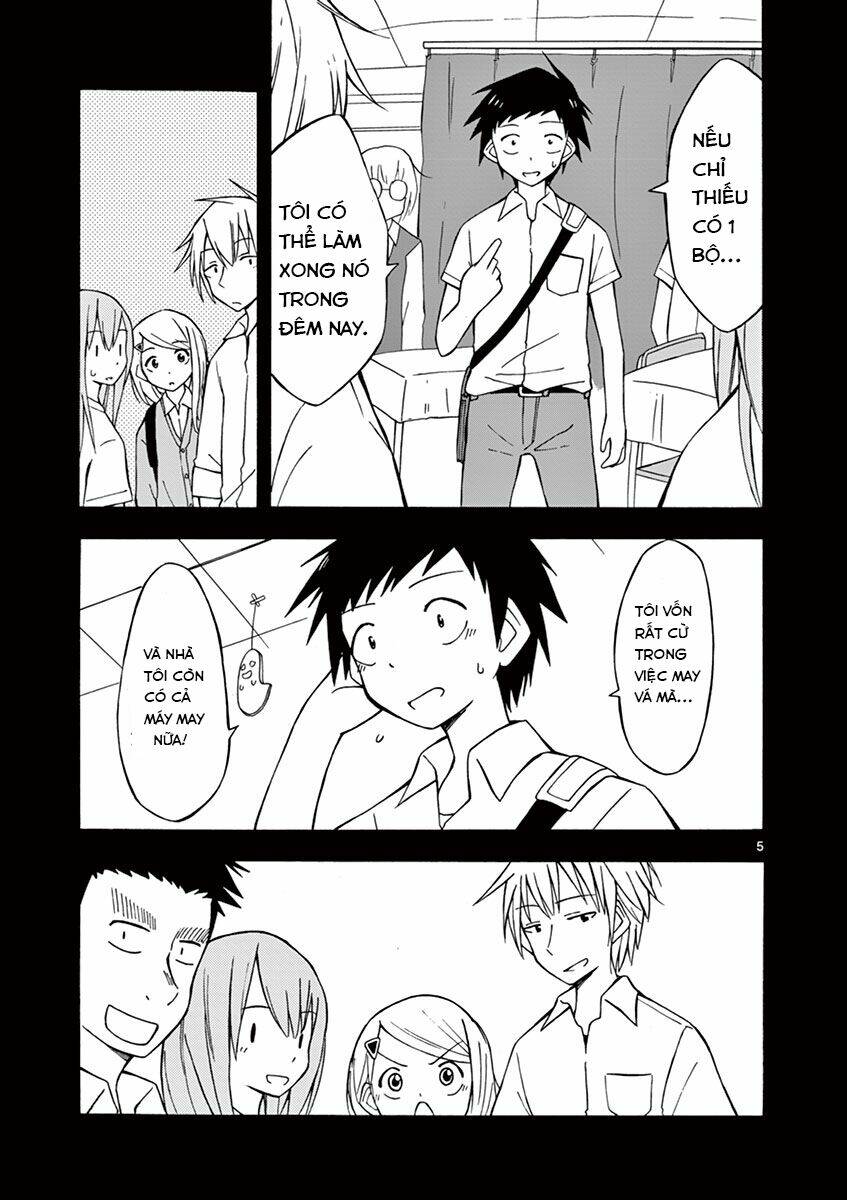 NẾU
CHỈ
THIẾU
CÓ 1
BỘ...
TÔI CÓ
THỂ LÀM
XONG NÓ
TRONG
ĐÊM NAY.
TÔI VỐN
RẤT CỪ
TRONG
VIỆC MAY
VÁ MÀ...
VÀ NHÀ
TÔI CÒN
CÓ CẢ
MÁY MAY
NỮA!
5